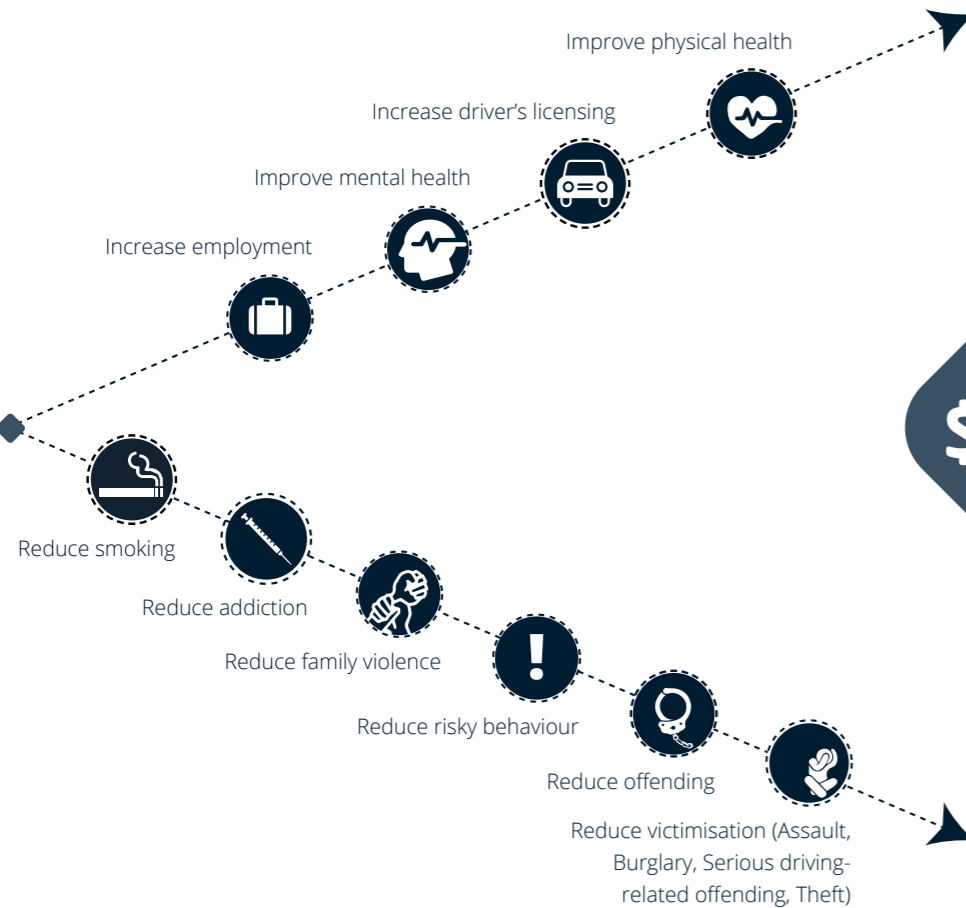 Improve physical health
Increase driver’s licensing
Improve mental health
Increase employment
$
Reduce smoking
Reduce addiction
Reduce family violence
Reduce risky behaviour
Reduce offending
Reduce victimisation (Assault,
Burglary, Serious driving-
related offending, Theft)